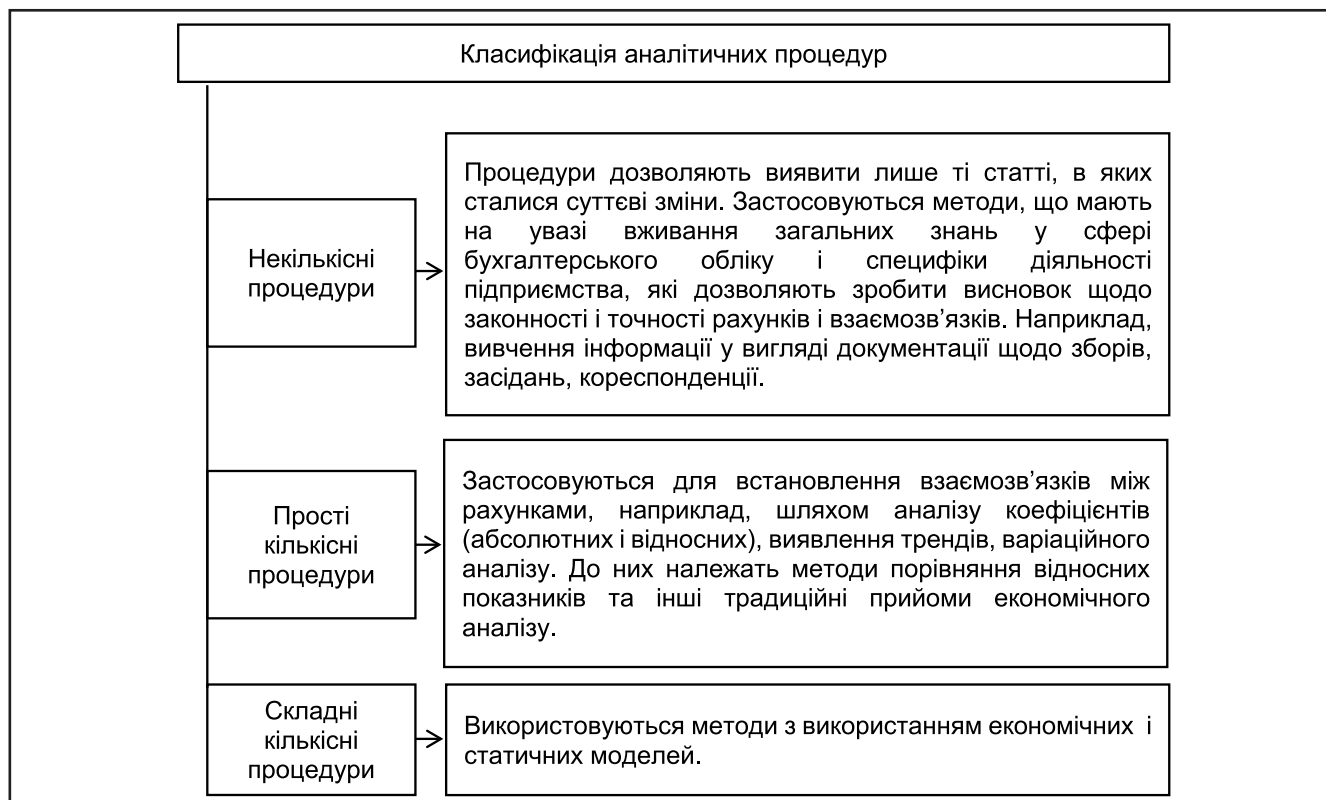 Класифікація аналітичних процедур
Некількісні
процедури
Процедури дозволяють виявити лише ті статті, в яких
сталися суттєві зміни. Застосовуються методи, що мають
на увазі вживання загальних знань у сфері
бухгалтерського обліку і специфіки діяльності
підприємства, які дозволяють зробити висновок щодо
законності і точності рахунків і взаємозв’язків. Наприклад,
вивчення інформації у вигляді документації щодо зборів,
засідань, кореспонденції.
Прості
кількісні
процедури
Застосовуються для встановлення взаємозв’язків між
рахунками, наприклад, шляхом аналізу коефіцієнтів
(абсолютних і відносних), виявлення трендів, варіаційного
аналізу. До них належать методи порівняння відносних
показників та інші традиційні прийоми економічного
аналізу.
Складні
кількісні
процедури
Використовуються методи з використанням економічних і
статичних моделей.